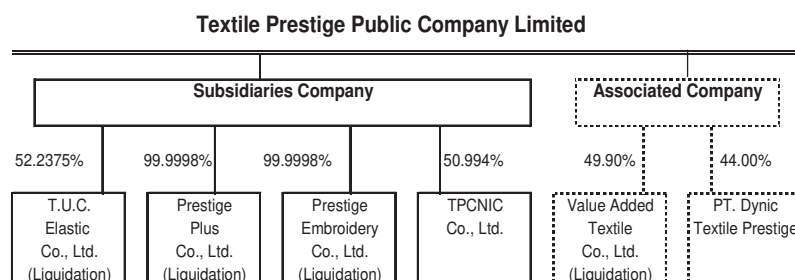 Textile Prestige Public Company Limited
Subsidiaries Company
Associated Company
52.2375%
99.9998%
99.9998%
50.994%
49.90%
44.00%
T.U.C.
Elastic
Co., Ltd.
(Liquidation)
Prestige
Plus
Co., Ltd.
(Liquidation)
Prestige
Embroidery
Co., Ltd.
(Liquidation)
TPCNIC
Co., Ltd.
Value Added
Textile
Co., Ltd.
(Liquidation)
PT. Dynic
Textile Prestige